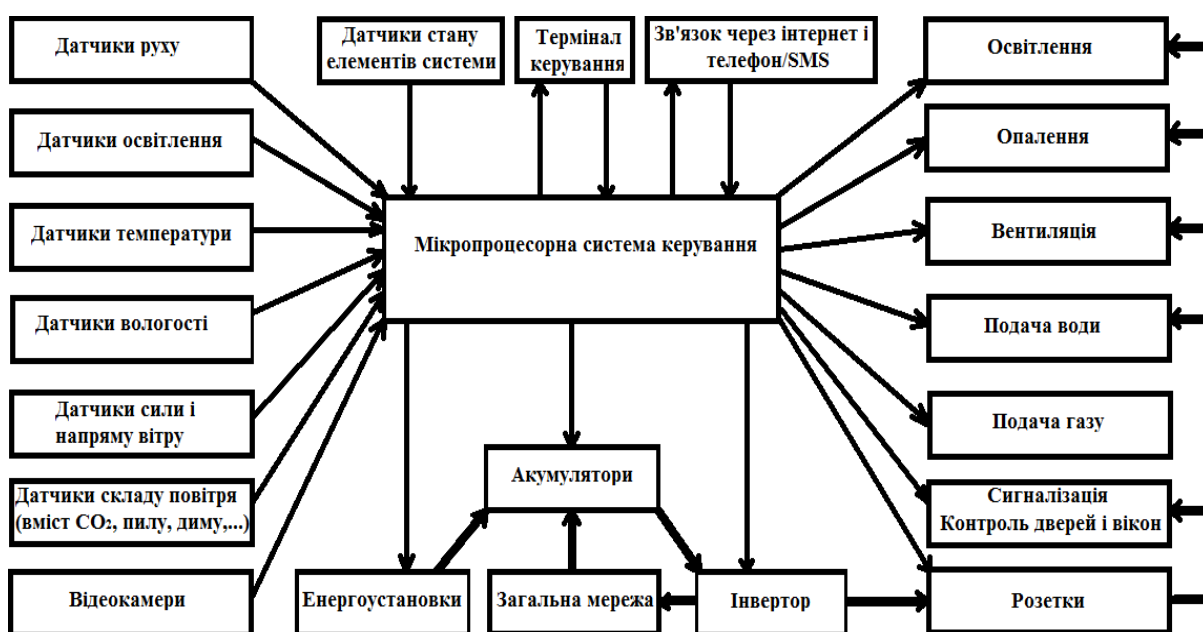 Датчики руху
Датчики стану
елементів системи
Термінал
керування
Зв'язок через інтернет і
телефон/SMS
Освітлення
Датчики освітлення
Опалення
Датчики температури
Мікропроцесорна система керування
Вентиляція
Датчики вологості
Подача води
Датчики сили і
напряму вітру
Подача газу
Датчики складу повітря
(вміст CO₂, пилу, диму,...)
Акумулятори
Сигналізація
Контроль дверей і вікон
Відеокамери
Енергоустановки
Загальна мережа
Інвертор
Розетки